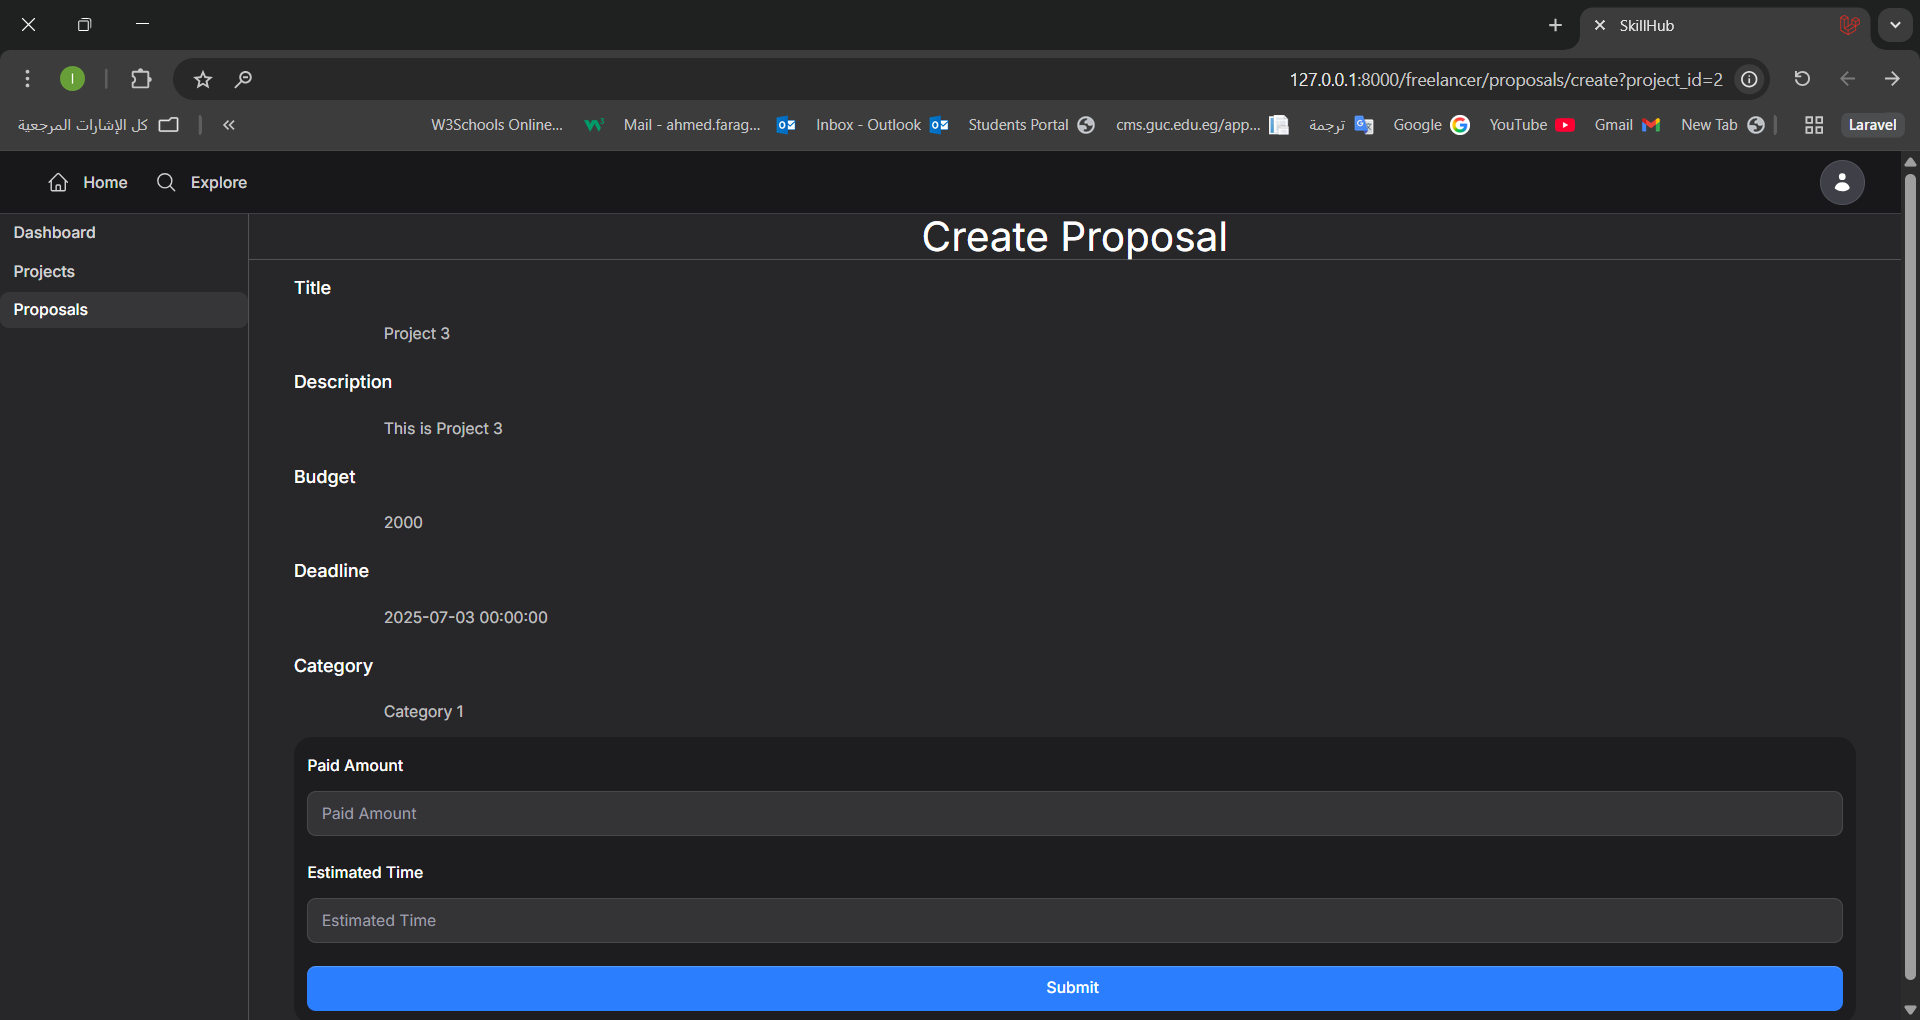 SkillHub
127.0.0.1:8000/freelancer/proposals/create?project_id=2
I
كل الإشارات المرجعية
W3Schools Online...
Mail - ahmed.farag...
Inbox - Outlook
Students Portal
cms.guc.edu.eg/app...
ترجمة
Google
YouTube
Gmail
New Tab
Laravel
Home
Explore
Dashboard
Projects
Proposals
Create Proposal
Title
Project 3
Description
This is Project 3
Budget
2000
Deadline
2025-07-03 00:00:00
Category
Category 1
Paid Amount
Paid Amount
Estimated Time
Estimated Time
Submit